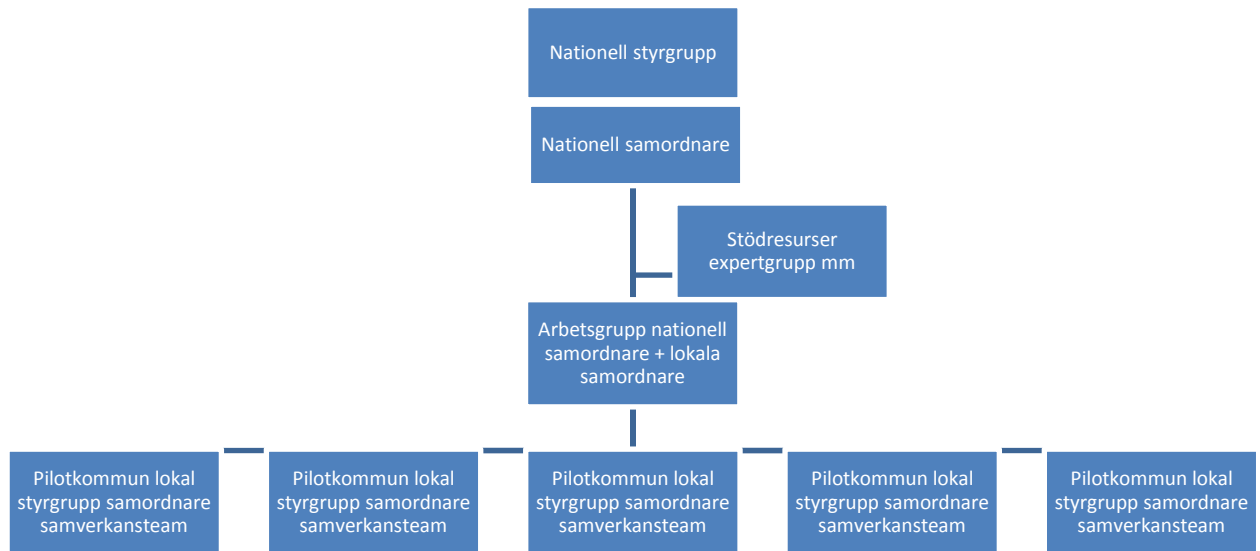 Nationell styrgrupp
Nationell samordnare
Stödresurser
expertgrupp mm
Arbetsgrupp nationell
samordnare + lokala
samordnare
Pilotkommun lokal
styrgrupp samordnare
samverkansteam
Pilotkommun lokal
styrgrupp samordnare
samverkansteam
Pilotkommun lokal
styrgrupp samordnare
samverkansteam
Pilotkommun lokal
styrgrupp samordnare
samverkansteam
Pilotkommun lokal
styrgrupp samordnare
samverkansteam